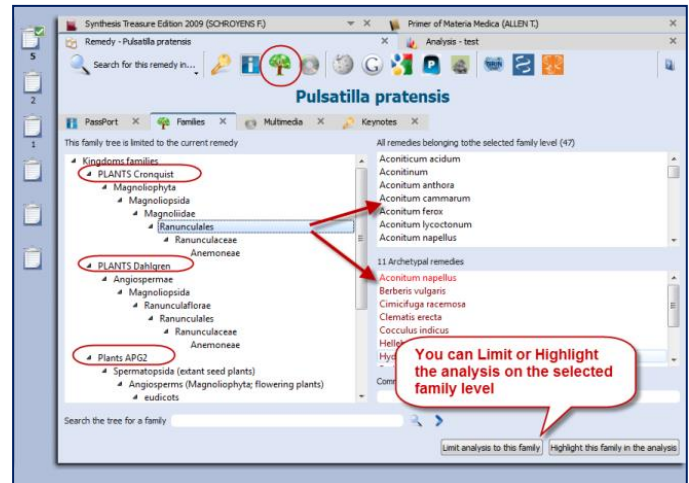 Synthesis Treasure Edition 2009 (SCHROYENS F.)
Primer of Materia Medica (ALLEN T.)
Remedy - Pulsatilla pratensis
Analysis - test
5
2
1
Search for this remedy in...
Pulsatilla pratensis
PassPort
Families
Multimedia
Keynotes
This family tree is limited to the current remedy
Kingdoms families
PLANTS Cronquist
Magnoliophyta
Magnoliopsida
Magnoliidae
Ranunculales
Ranunculaceae
Anemoneae
PLANTS Dahlgren
Angiospermae
Magnoliopsida
Ranunculaflorae
Ranunculales
Ranunculaceae
Anemoneae
Plants APG2
Spermatopsida (extant seed plants)
Angiosperms (Magnoliophyta; flowering plants)
eudicots
All remedies belonging tothe selected family level (47)
Aconiticum acidum
Aconitinum
Aconitum anthora
Aconitum cammarum
Aconitum ferox
Aconitum lycoctonum
Aconitum napellus
11 Archetypal remedies
Aconitum napellus
Berberis vulgaris
Cimicifuga racemosa
Clematis erecta
Cocculus indicus
You can Limit or Highlight
the analysis on the selected
family level
Search the tree for a family
Limit analysis to this family
Highlight this family in the analysis